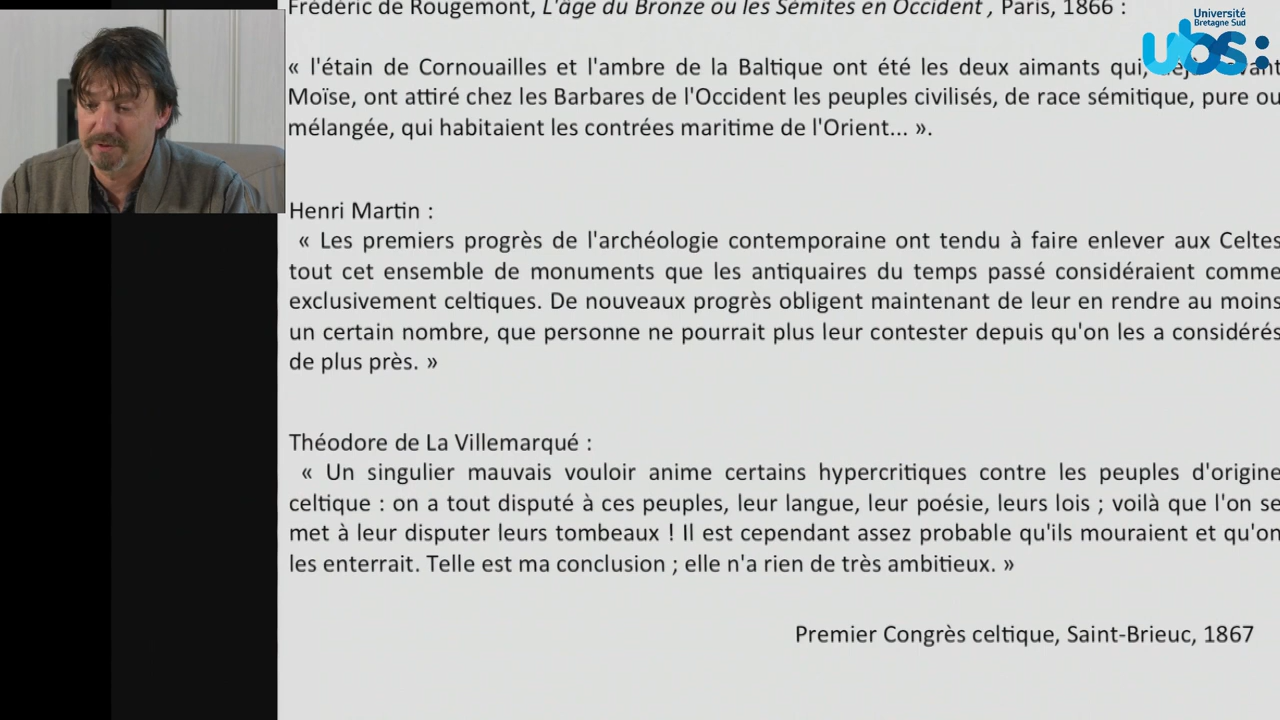 Frédéric de Rougemont, L'âge du Bronze ou les Sémites en Occident , Paris, 1866 :
Université
Bretagne Sud
ubs:
« l'étain de Cornouailles et l'ambre de la Baltique ont été les deux aimants qui, avant
Moïse, ont attiré chez les Barbares de l'Occident les peuples civilisés, de race sémitique, pure ou
mélangée, qui habitaient les contrées maritime de l'Orient... ».
Henri Martin :
« Les premiers progrès de l'archéologie contemporaine ont tendu à faire enlever aux Celtes
tout cet ensemble de monuments que les antiquaires du temps passé considéraient comme
exclusivement celtiques. De nouveaux progrès obligent maintenant de leur en rendre au moins
un certain nombre, que personne ne pourrait plus leur contester depuis qu'on les a considérés
de plus près. »
Théodore de La Villemarqué :
« Un singulier mauvais vouloir anime certains hypercritiques contre les peuples d'origine
celtique : on a tout disputé à ces peuples, leur langue, leur poésie, leurs lois ; voilà que l'on se
met à leur disputer leurs tombeaux ! Il est cependant assez probable qu'ils mouraient et qu'on
les enterrait. Telle est ma conclusion ; elle n'a rien de très ambitieux. »
Premier Congrès celtique, Saint-Brieuc, 1867